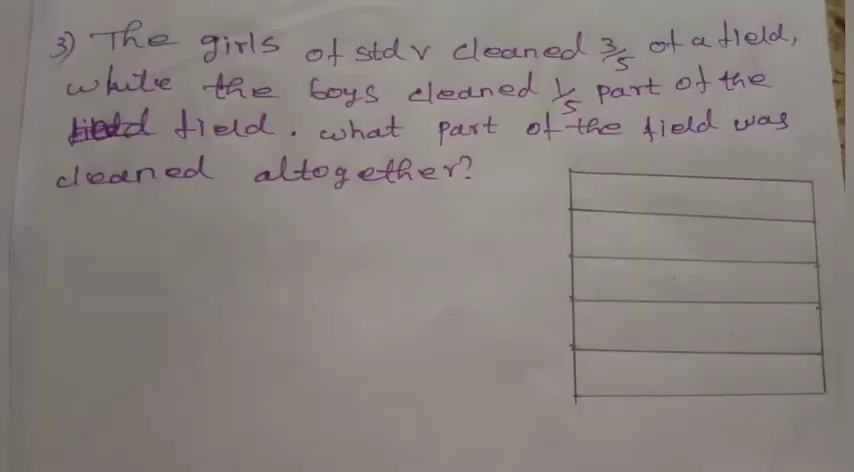 3) The girls of std v cleaned 3/5 of a field,
while the boys cleaned 1/5 part of the
field. what part of the field was
cleaned altogether?